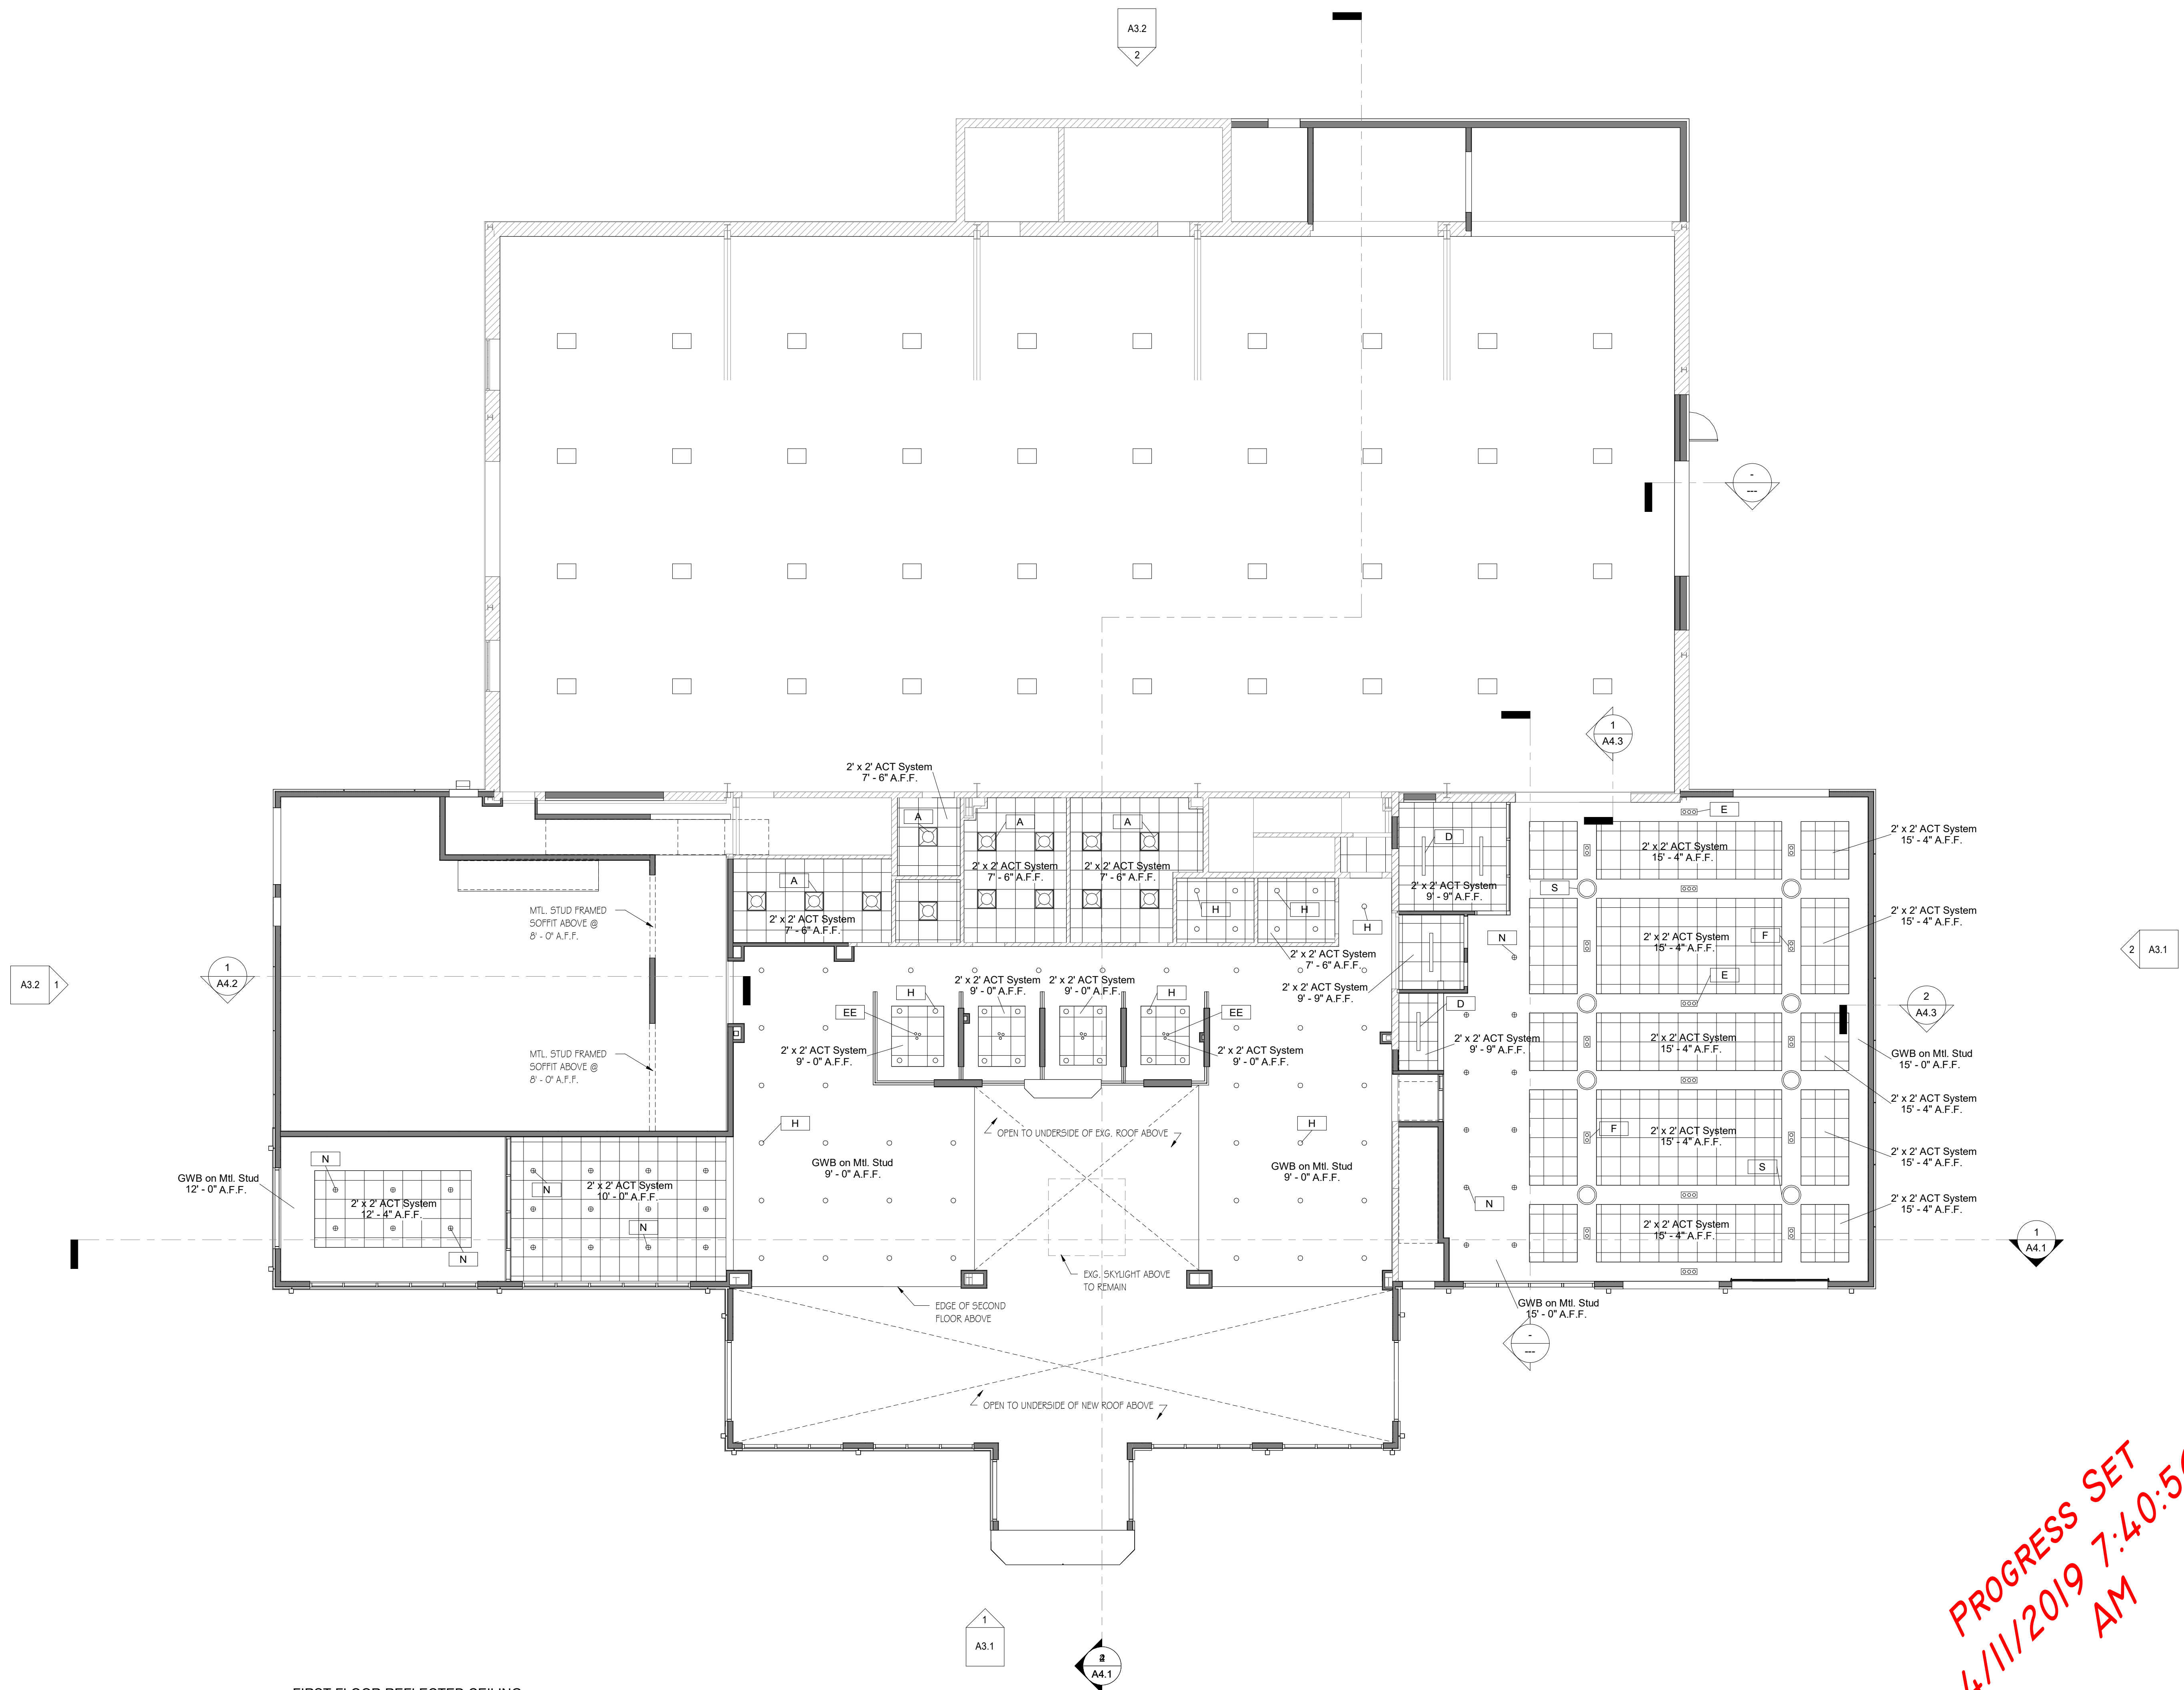 A3.2
2
-
---
1
A4.3
2' x 2' ACT System
7' - 6" A.F.F.
A
A
A
2' x 2' ACT System
7' - 6" A.F.F.
2' x 2' ACT System
7' - 6" A.F.F.
A
2' x 2' ACT System
7' - 6" A.F.F.
H
H
H
2' x 2' ACT System
7' - 6" A.F.F.
D
2' x 2' ACT System
9' - 9" A.F.F.
E
2' x 2' ACT System
15' - 4" A.F.F.
2' x 2' ACT System
15' - 4" A.F.F.
S
MTL. STUD FRAMED
SOFFIT ABOVE @
8' - 0" A.F.F.
2' x 2' ACT System
15' - 4" A.F.F.
N
2' x 2' ACT System
15' - 4" A.F.F.
F
E
A3.2
1
1
A4.2
2
A3.1
2' x 2' ACT System
9' - 0" A.F.F.
2' x 2' ACT System
9' - 0" A.F.F.
2' x 2' ACT System
9' - 9" A.F.F.
H
H
EE
EE
D
2
A4.3
2' x 2' ACT System
9' - 0" A.F.F.
2' x 2' ACT System
9' - 0" A.F.F.
2' x 2' ACT System
9' - 9" A.F.F.
2' x 2' ACT System
15' - 4" A.F.F.
GWB on Mtl. Stud
15' - 0" A.F.F.
MTL. STUD FRAMED
SOFFIT ABOVE @
8' - 0" A.F.F.
2' x 2' ACT System
15' - 4" A.F.F.
H
H
OPEN TO UNDERSIDE OF EXG. ROOF ABOVE
F
2' x 2' ACT System
15' - 4" A.F.F.
2' x 2' ACT System
15' - 4" A.F.F.
GWB on Mtl. Stud
9' - 0" A.F.F.
GWB on Mtl. Stud
9' - 0" A.F.F.
S
GWB on Mtl. Stud
12' - 0" A.F.F.
N
2' x 2' ACT System
12' - 4" A.F.F.
N
N
2' x 2' ACT System
10' - 0" A.F.F.
N
N
2' x 2' ACT System
15' - 4" A.F.F.
2' x 2' ACT System
15' - 4" A.F.F.
1
A4.1
EXG. SKYLIGHT ABOVE
TO REMAIN
EDGE OF SECOND
FLOOR ABOVE
GWB on Mtl. Stud
15' - 0" A.F.F.
-
---
OPEN TO UNDERSIDE OF NEW ROOF ABOVE
1
A3.1
A4.1
FIRST FLOOR REFLECTED CEILING
PROGRESS SET
4/11/2019 7:40:5
AM